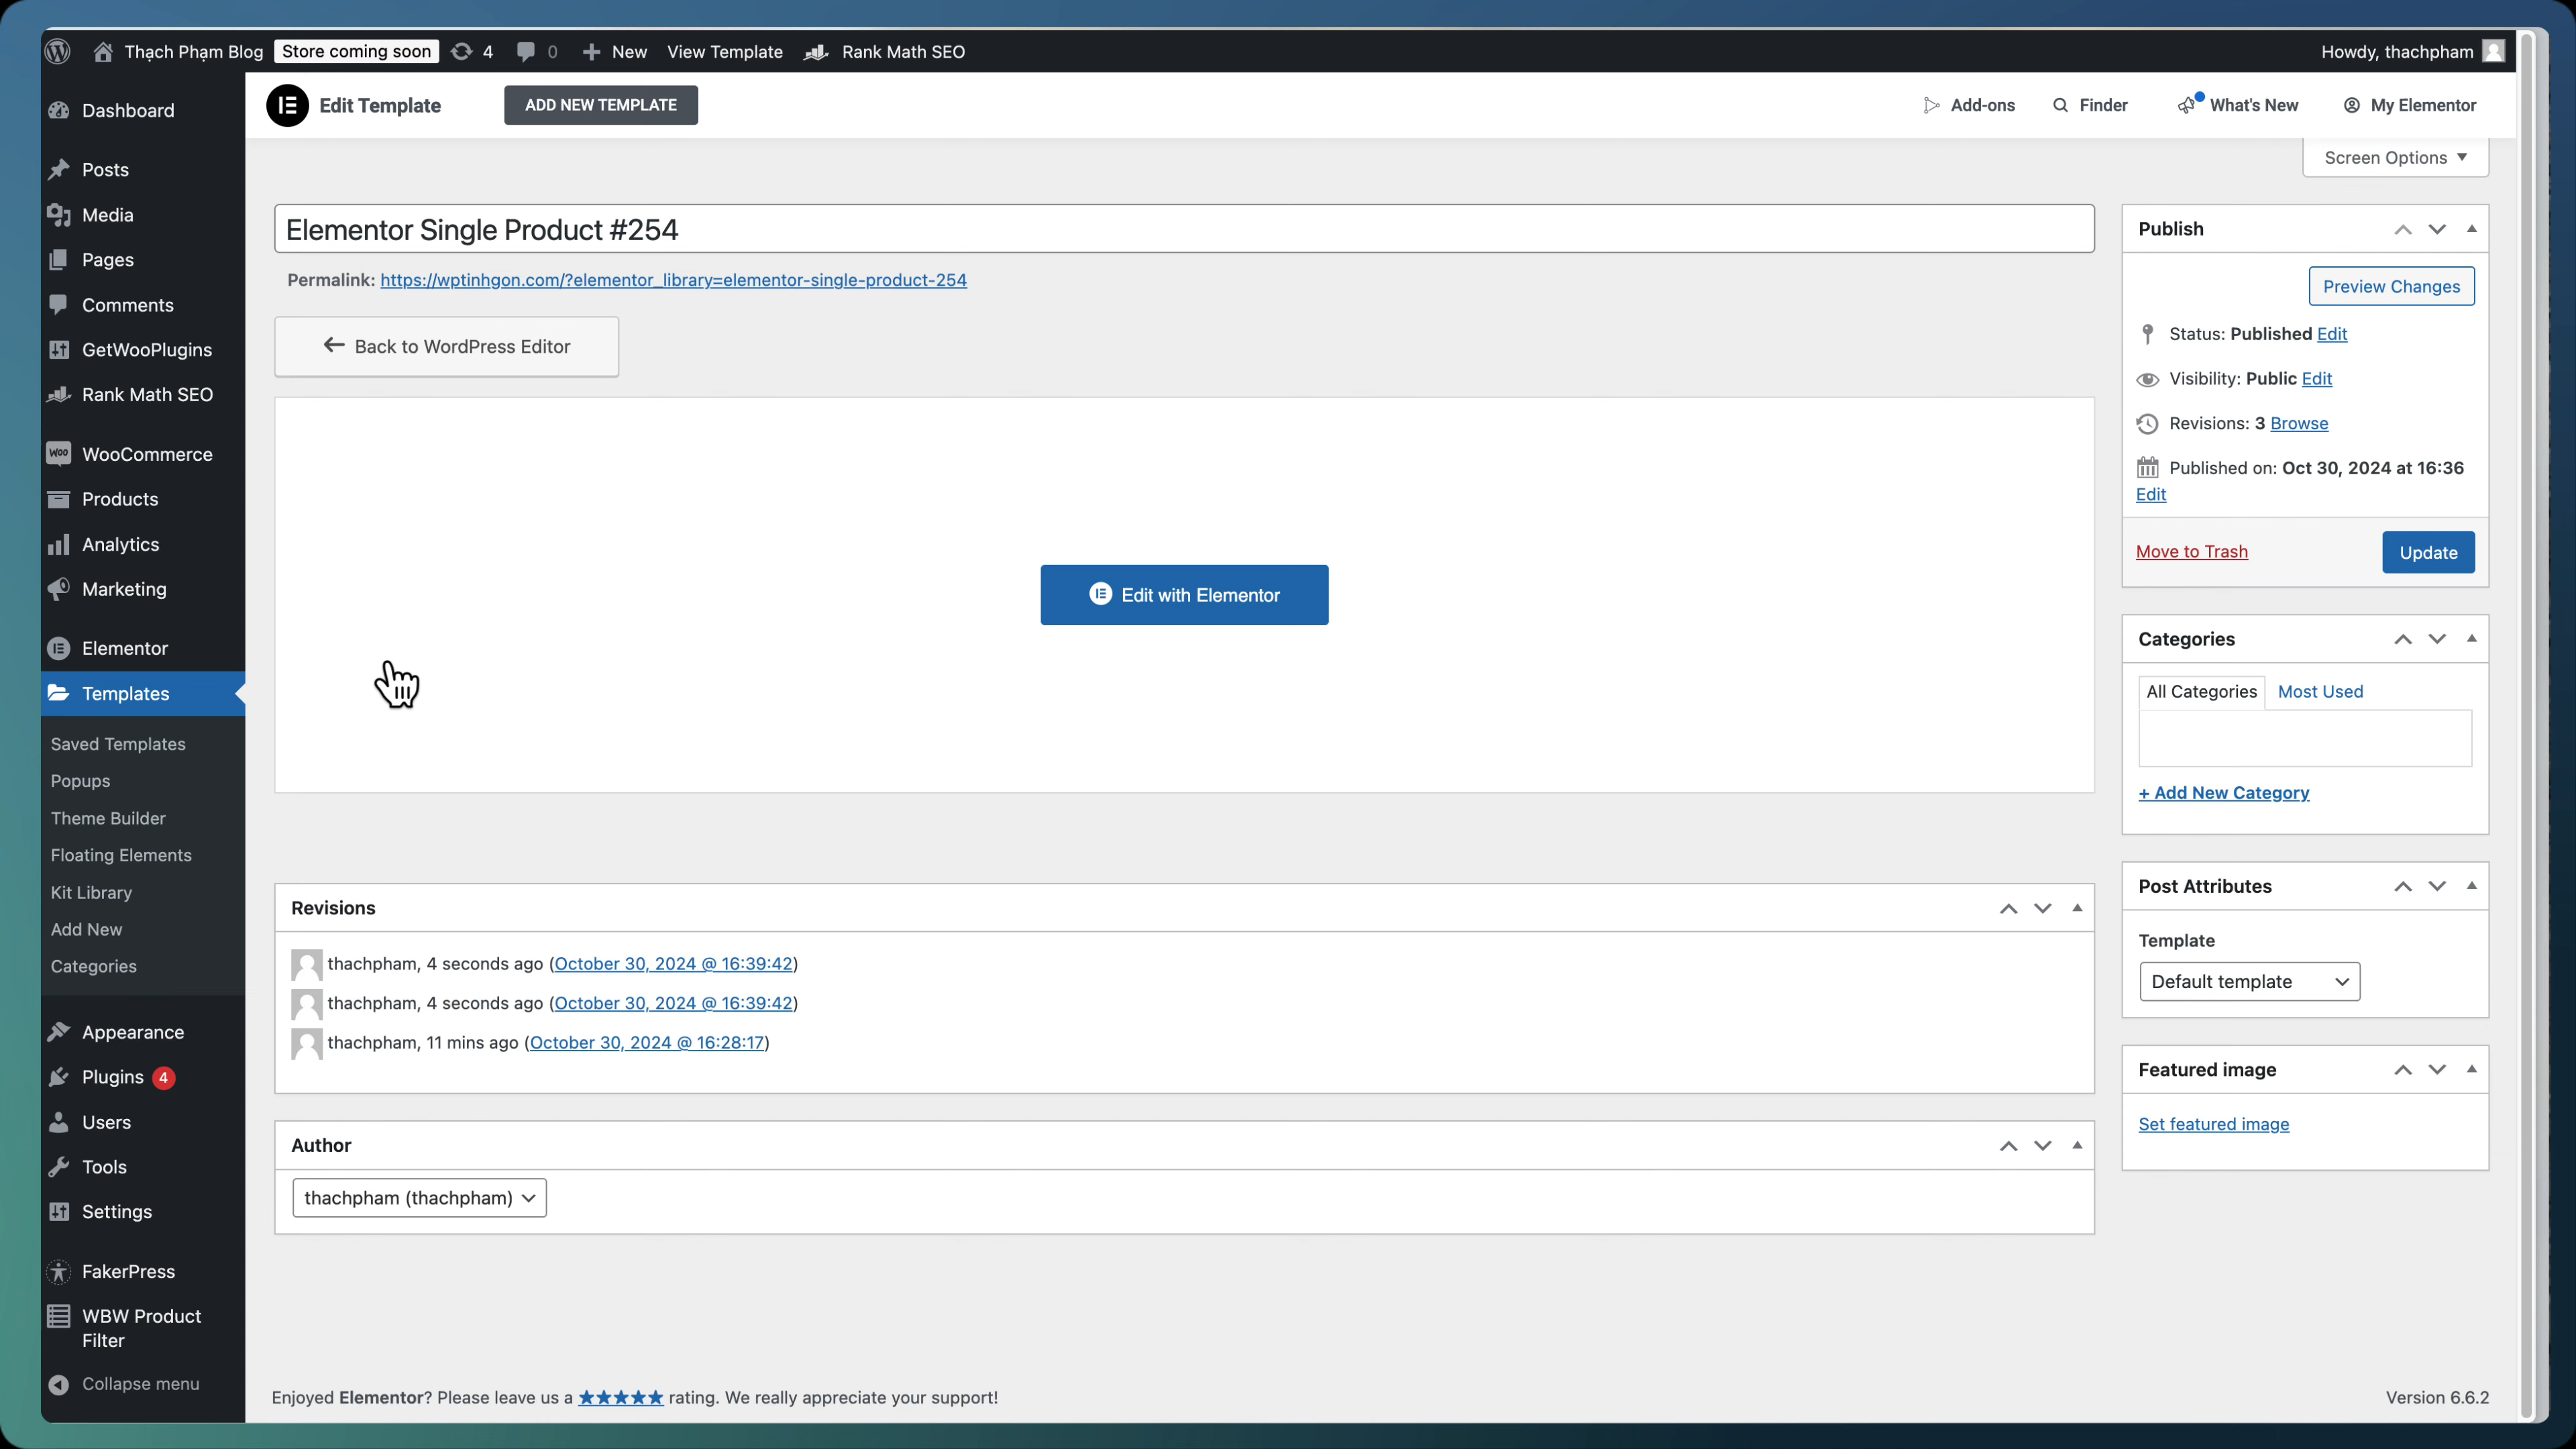 Thạch Phạm Blog
Store coming soon
4
0
New
View Template
Rank Math SEO
Howdy, thachpham
Edit Template
ADD NEW TEMPLATE
Add-ons
Finder
What's New
My Elementor
Screen Options
Dashboard
Posts
Media
Pages
Comments
GetWooPlugins
Rank Math SEO
WooCommerce
Products
Analytics
Marketing
Elementor
Templates
Saved Templates
Popups
Theme Builder
Floating Elements
Kit Library
Add New
Categories
Appearance
Plugins 4
Users
Tools
Settings
FakerPress
WBW Product
Filter
Collapse menu
Elementor Single Product #254
Permalink: https://wptinhgon.com/?elementor_library=elementor-single-product-254
Back to WordPress Editor
Edit with Elementor
Revisions
thachpham, 4 seconds ago (October 30, 2024 @ 16:39:42)
thachpham, 4 seconds ago (October 30, 2024 @ 16:39:42)
thachpham, 11 mins ago (October 30, 2024 @ 16:28:17)
Author
thachpham (thachpham)
Publish
Preview Changes
Status: Published Edit
Visibility: Public Edit
Revisions: 3 Browse
Published on: Oct 30, 2024 at 16:36
Edit
Move to Trash
Update
Categories
All Categories
Most Used
+ Add New Category
Post Attributes
Template
Default template
Featured image
Set featured image
Enjoyed Elementor? Please leave us a ★★★★★ rating. We really appreciate your support!
Version 6.6.2